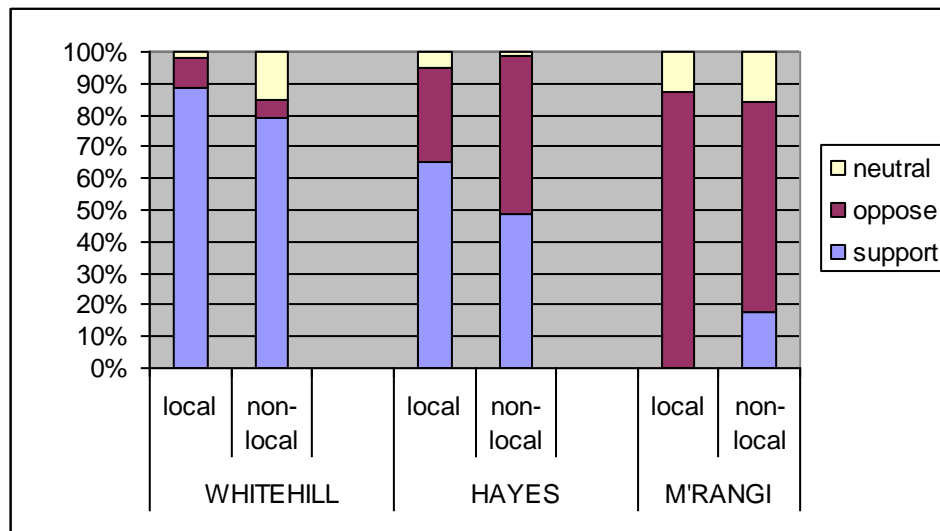 100%
90%
80%
70%
60%
50%
40%
30%
20%
10%
0%
local
non-
local
local
non-
local
local
non-
local
WHITEHILL
HAYES
M'RANGI
neutral
oppose
support